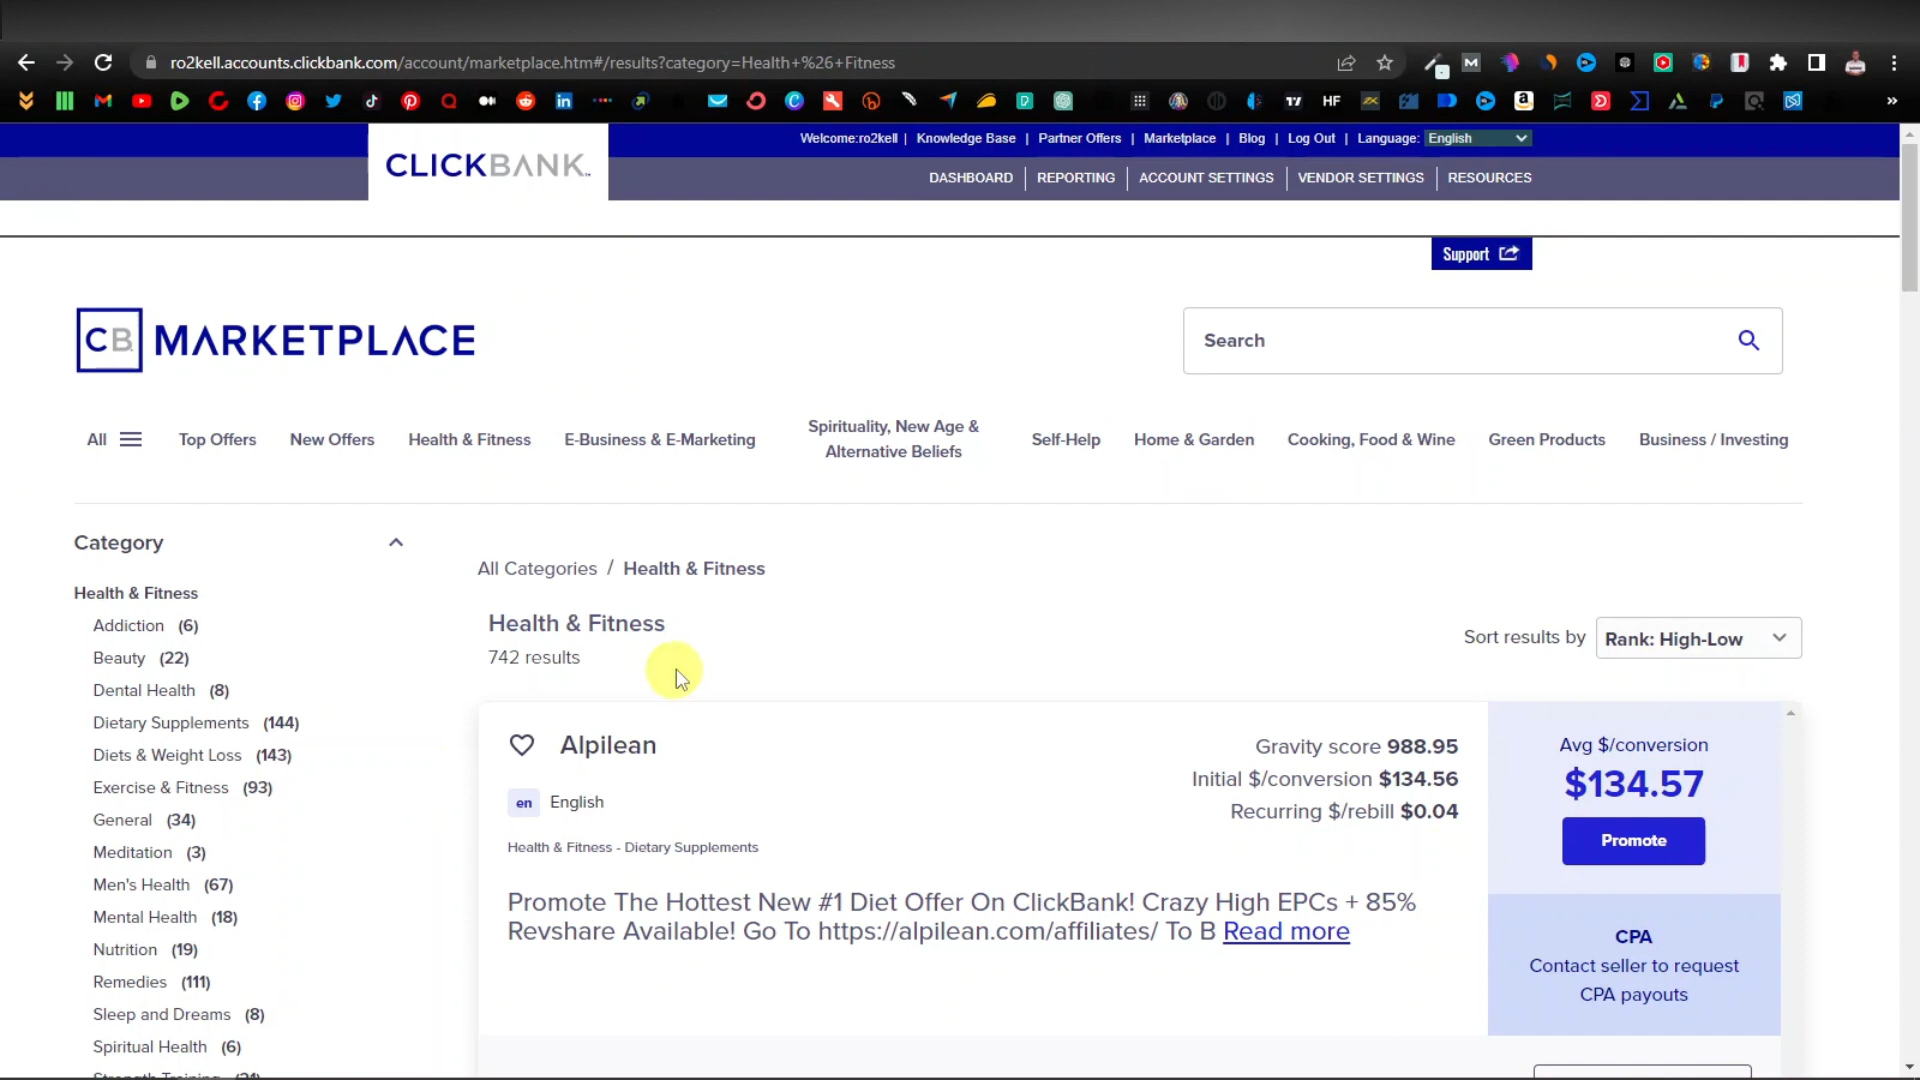 ro2kell.accounts.clickbank.com/account/marketplace.htm#/results?category=Health+%26+Fitness
Welcome:ro2kell | Knowledge Base | Partner Offers | Marketplace | Blog | Log Out | Language: English
CLICKBANK
DASHBOARD REPORTING ACCOUNT SETTINGS VENDOR SETTINGS RESOURCES
Support
CB MARKETPLACE
Search
All Top Offers New Offers Health & Fitness E-Business & E-Marketing Spirituality, New Age & Alternative Beliefs Self-Help Home & Garden Cooking, Food & Wine Green Products Business / Investing
Category
Health & Fitness
Addiction (6)
Beauty (22)
Dental Health (8)
Dietary Supplements (144)
Diets & Weight Loss (143)
Exercise & Fitness (93)
General (34)
Meditation (3)
Men's Health (67)
Mental Health (18)
Nutrition (19)
Remedies (111)
Sleep and Dreams (8)
Spiritual Health (6)
All Categories / Health & Fitness
Health & Fitness
742 results
Sort results by Rank: High-Low
Alpilean
en English
Health & Fitness - Dietary Supplements
Gravity score 988.95
Initial $/conversion $134.56
Recurring $/rebill $0.04
Promote The Hottest New #1 Diet Offer On ClickBank! Crazy High EPCs + 85%
Revshare Available! Go To https://alpilean.com/affiliates/ To B Read more
Avg $/conversion
$134.57
Promote
CPA
Contact seller to request
CPA payouts